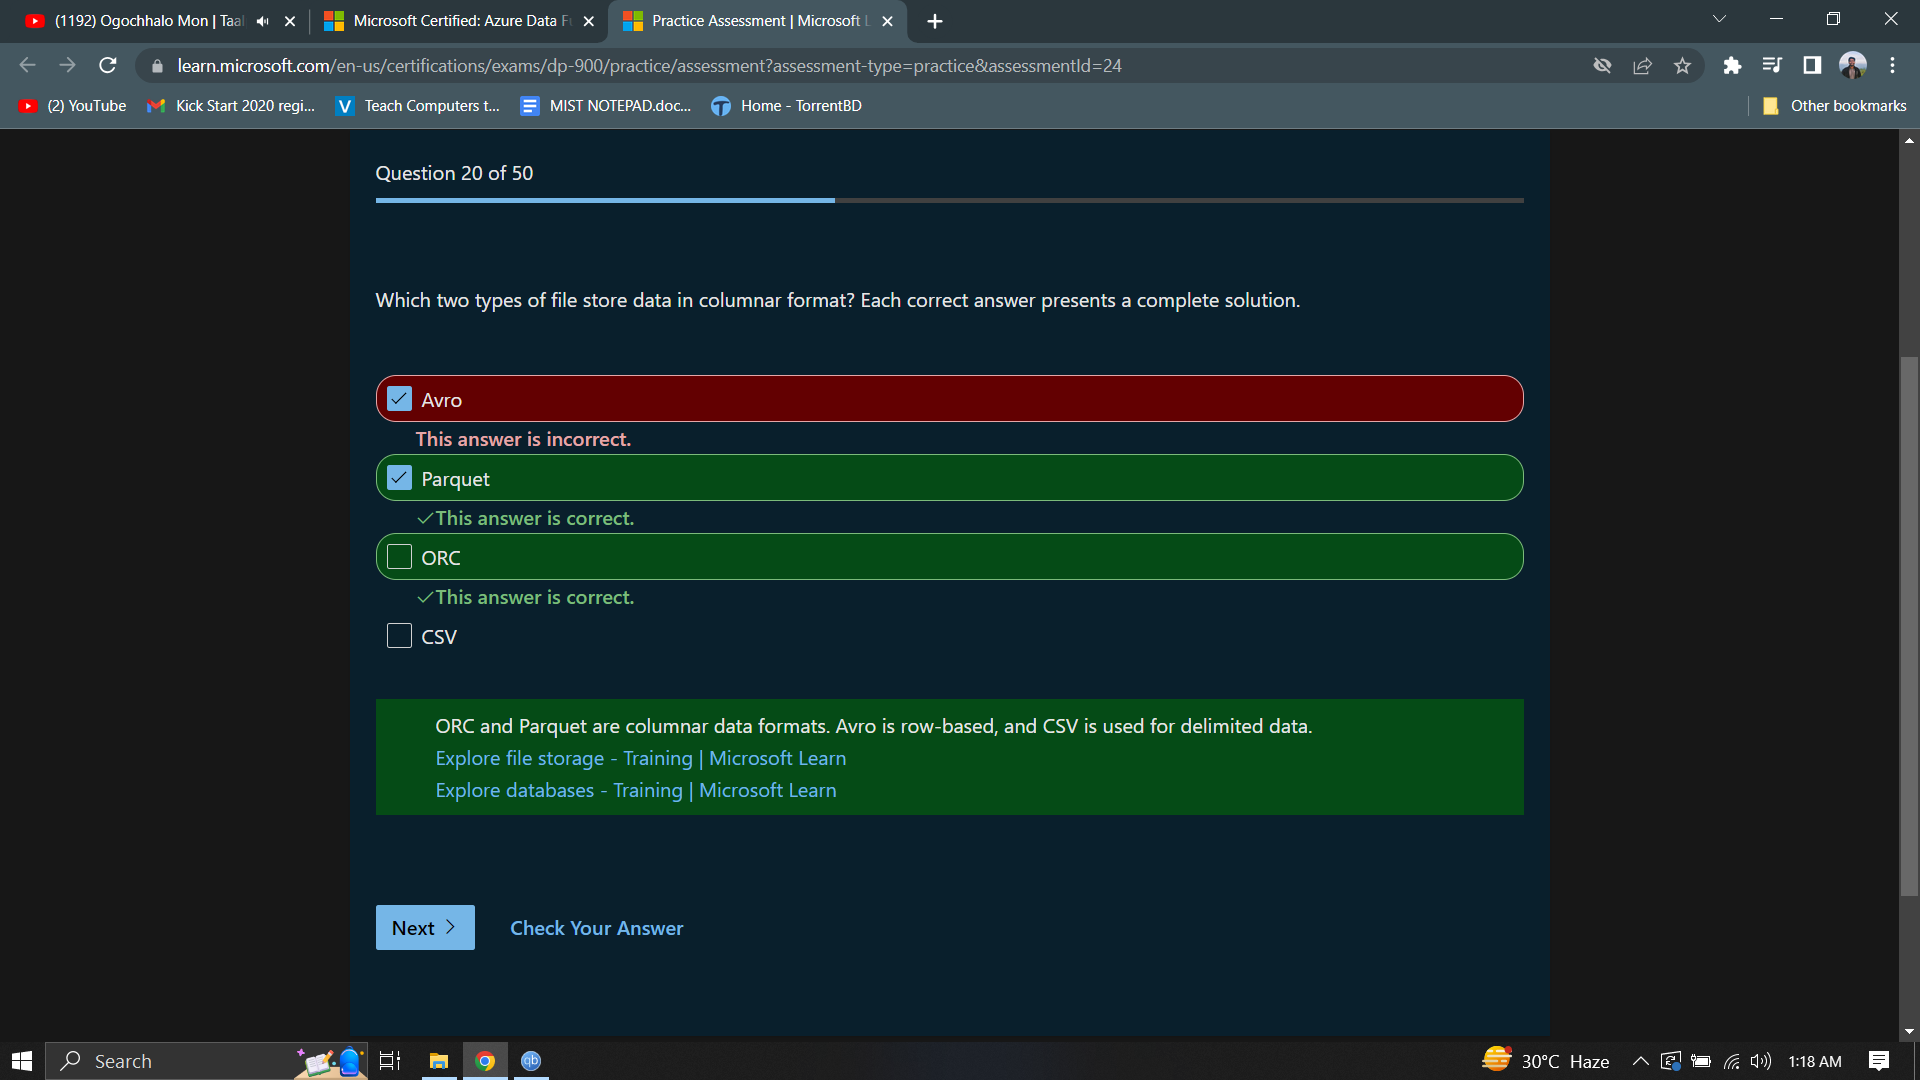 (1192) Ogochhalo Mon | Taal
Microsoft Certified: Azure Data F
Practice Assessment | Microsoft L
learn.microsoft.com/en-us/certifications/exams/dp-900/practice/assessment?assessment-type=practice&assessmentId=24
(2) YouTube
Kick Start 2020 regi...
Teach Computers t...
MIST NOTEPAD.doc...
Home - TorrentBD
Other bookmarks
Question 20 of 50
Which two types of file store data in columnar format? Each correct answer presents a complete solution.
Avro
This answer is incorrect.
Parquet
This answer is correct.
ORC
This answer is correct.
CSV
ORC and Parquet are columnar data formats. Avro is row-based, and CSV is used for delimited data.
Explore file storage - Training | Microsoft Learn
Explore databases - Training | Microsoft Learn
Next
Check Your Answer
Search
qb
30°C Haze
1:18 AM